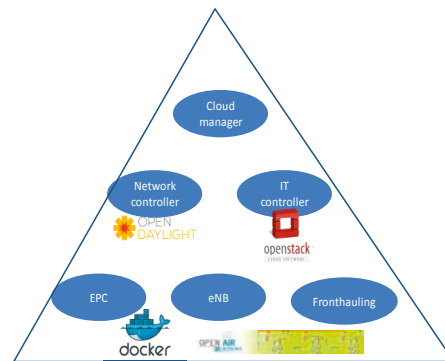 Cloud
manager
Network
controller
IT
controller
OPEN
DAYLIGHT
openstack
CLOUD SOFTWARE
EPC
eNB
Fronthauling
docker
OPEN AIR